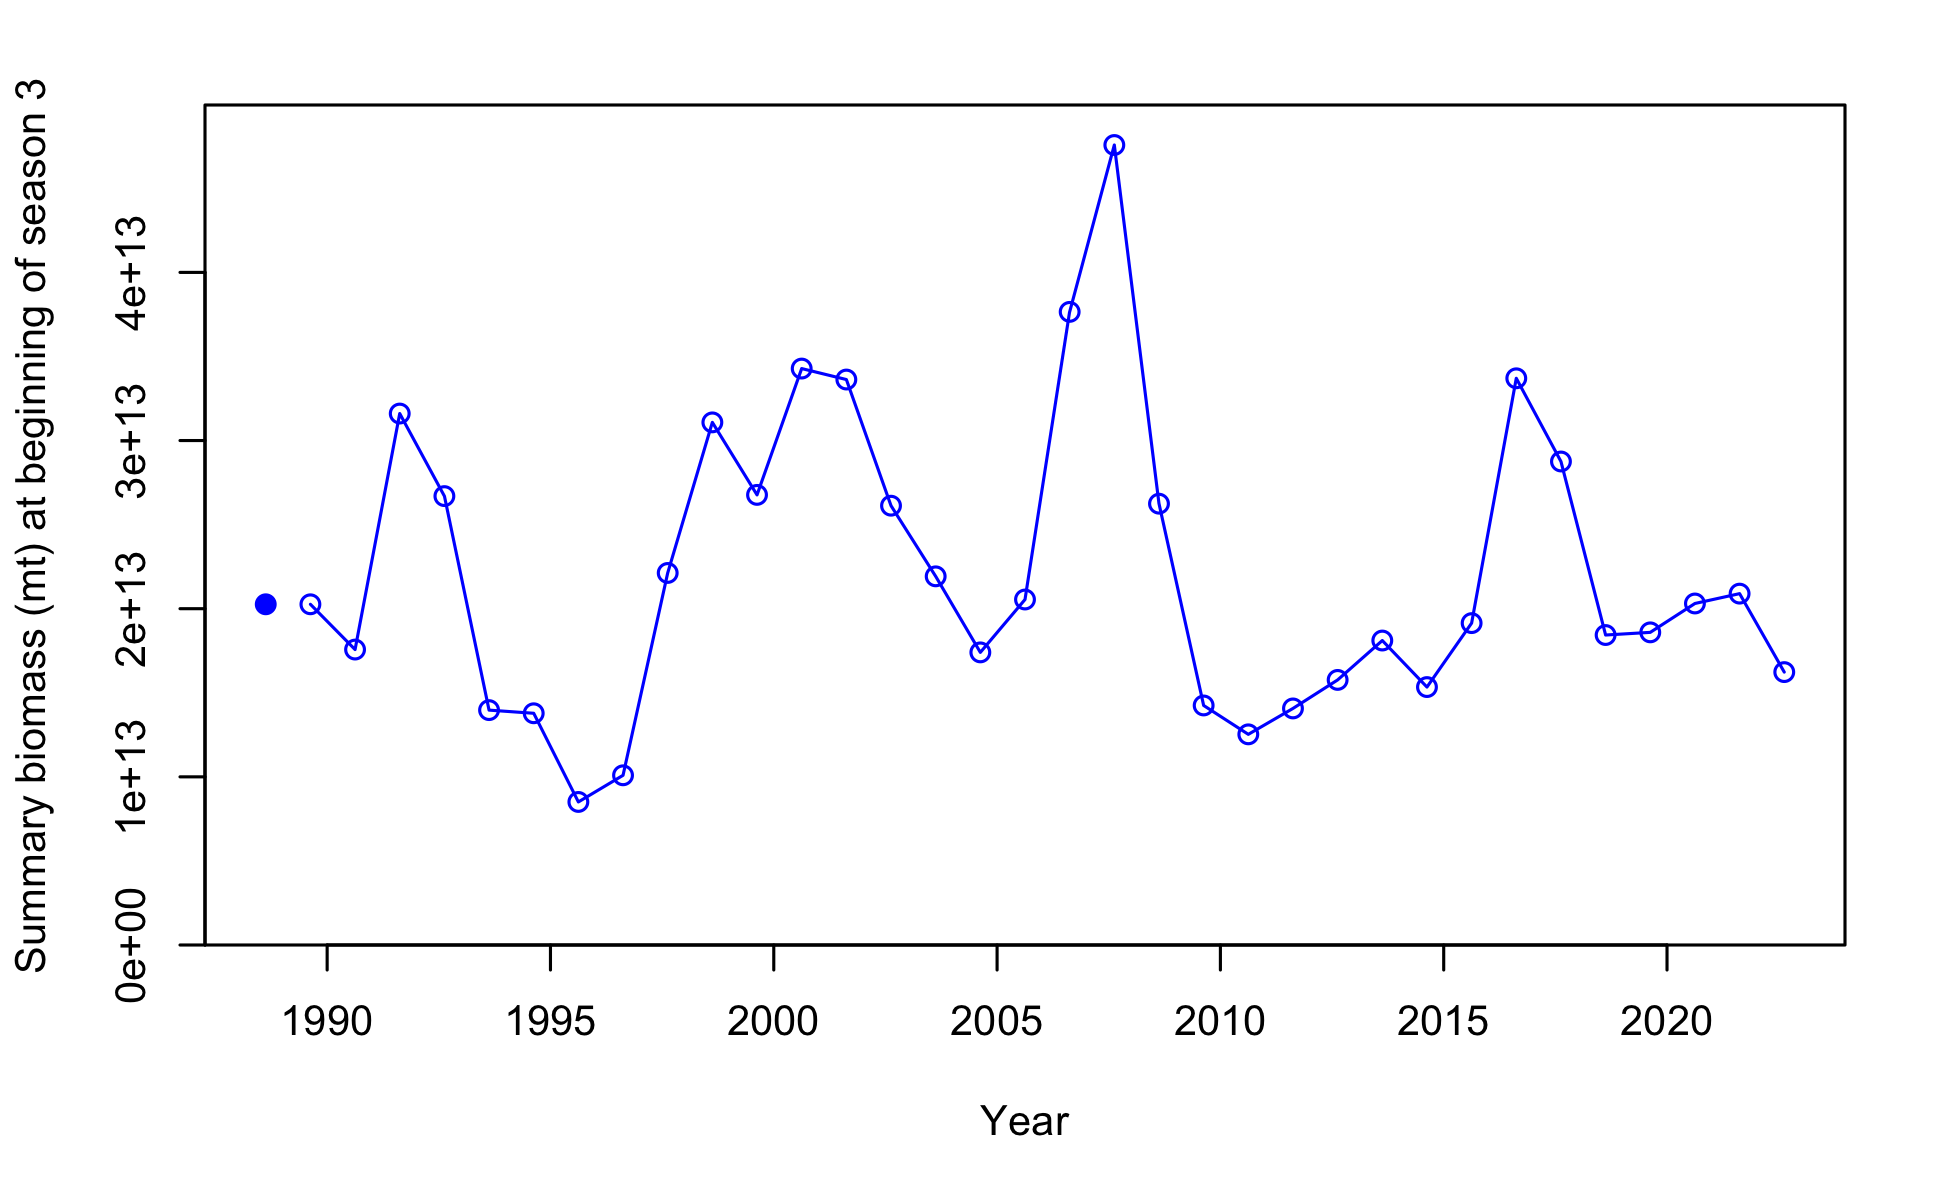 Summary biomass (mt) at beginning of season 3
4e+13
3e+13
2e+13
1e+13
0e+00
1990 1995 2000 2005 2010 2015 2020
Year